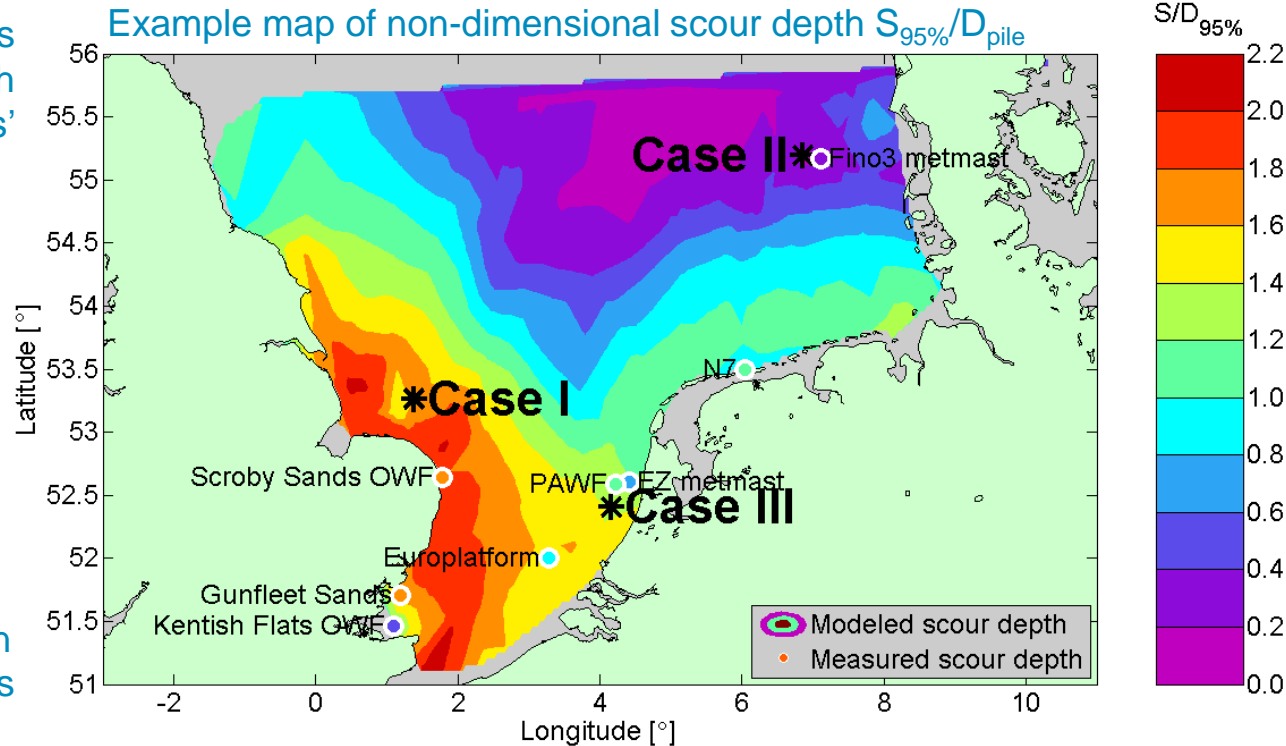 s
n
s'
n
s
Example map of non-dimensional scour depth S95%/Dpile
S/D95%
56
55.5
55
54.5
54
53.5
53
52.5
52
51.5
51
Latitude [°]
Case II
Fino3 metmast
N7
Case I
Scroby Sands OWF
PAWF
EZ metmast
Case III
Europlatform
Gunfleet Sands
Kentish Flats OWF
Modeled scour depth
Measured scour depth
-2 0 2 4 6 8 10
Longitude [°]
2.2
2.0
1.8
1.6
1.4
1.2
1.0
0.8
0.6
0.4
0.2
0.0